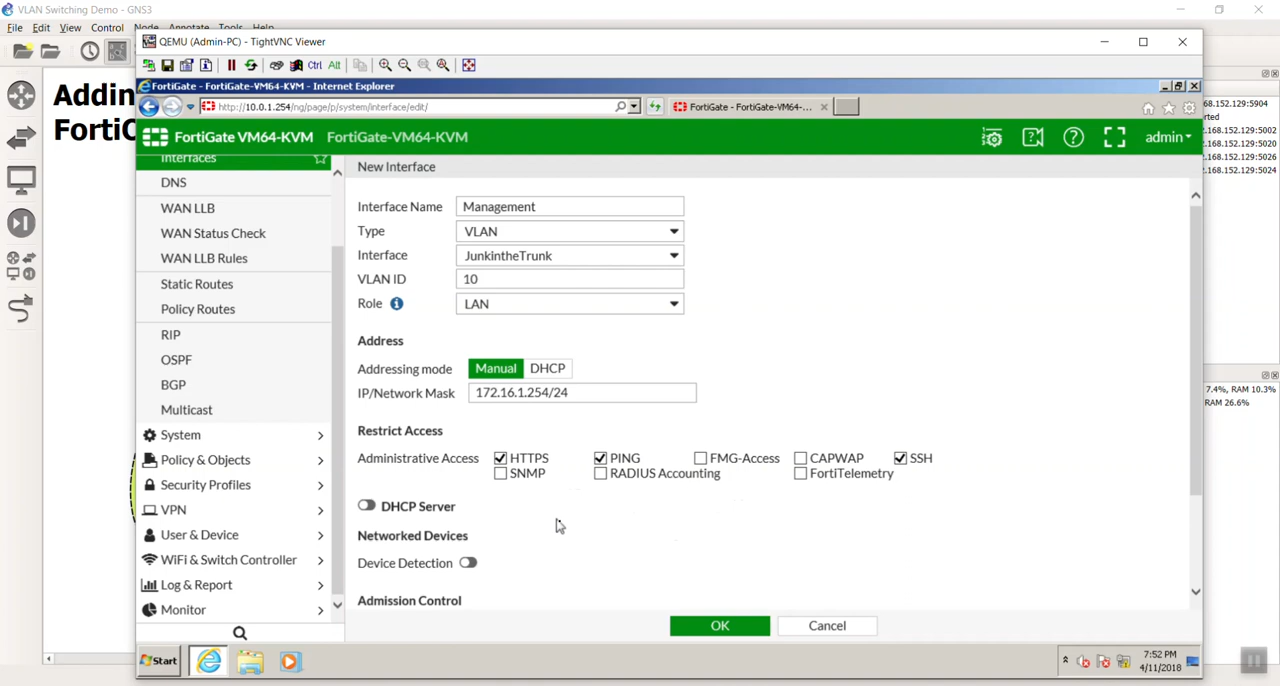 VLAN Switching Demo - GNS3
File Edit View Control Node Annotate Tools Help
QEMU (Admin-PC) - TightVNC Viewer
Ctrl Alt
FortiGate - FortiGate-VM64-KVM - Internet Explorer
http://10.0.1.254/ng/page/p/system/interface/edit/
FortiGate - FortiGate-VM64-...
FortiGate VM64-KVM FortiGate-VM64-KVM
admin
Addin
FortiC
Interfaces
DNS
WAN LLB
WAN Status Check
WAN LLB Rules
Static Routes
Policy Routes
RIP
OSPF
BGP
Multicast
System
Policy & Objects
Security Profiles
VPN
User & Device
WiFi & Switch Controller
Log & Report
Monitor
New Interface
Interface Name Management
Type VLAN
Interface JunkintheTrunk
VLAN ID 10
Role LAN
Address
Addressing mode Manual DHCP
IP/Network Mask 172.16.1.254/24
Restrict Access
Administrative Access HTTPS PING FMG-Access CAPWAP SSH
SNMP RADIUS Accounting FortiTelemetry
DHCP Server
Networked Devices
Device Detection
Admission Control
OK Cancel
68.152.129:5904
rted
.168.152.129:5002
.168.152.129:5020
.168.152.129:5026
.168.152.129:5024
7.4%, RAM 10.3%
RAM 26.6%
Start
7:52 PM
4/11/2018